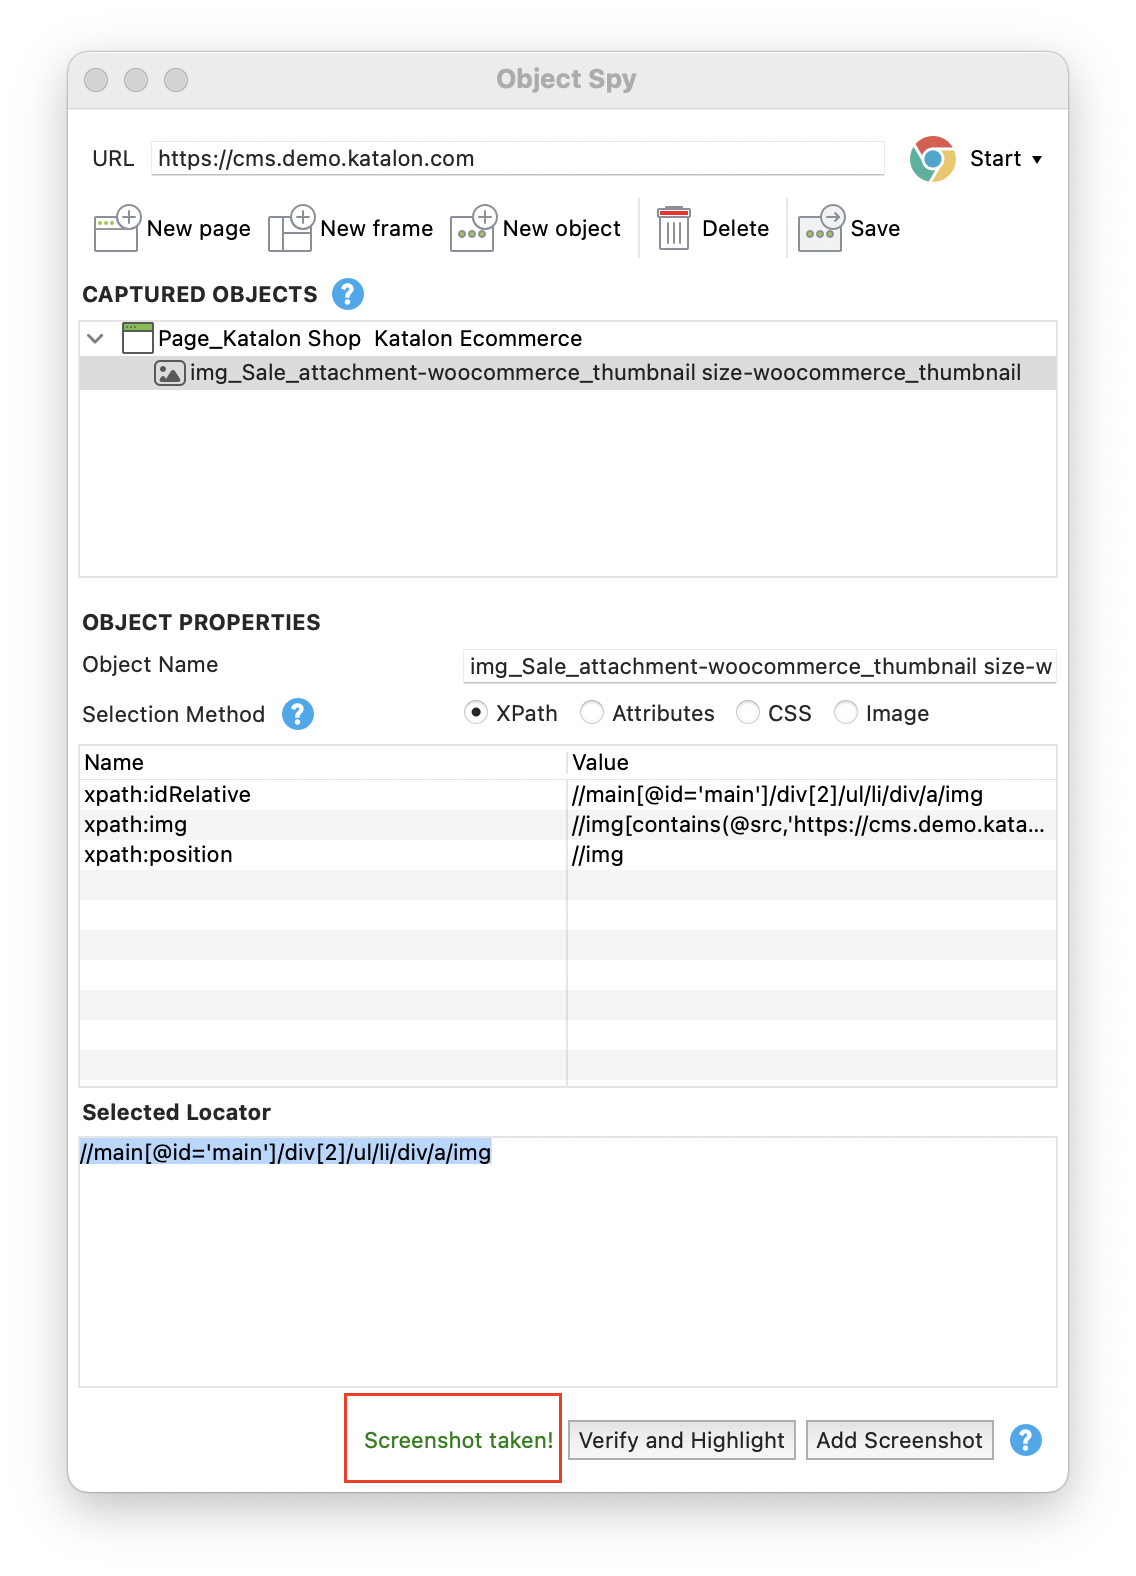 Object Spy
URL https://cms.demo.katalon.com Start
New page New frame New object Delete Save
CAPTURED OBJECTS ?
Page_Katalon Shop  Katalon Ecommerce
img_Sale_attachment-woocommerce_thumbnail size-woocommerce_thumbnail
OBJECT PROPERTIES
Object Name img_Sale_attachment-woocommerce_thumbnail size-w
Selection Method ? XPath Attributes CSS Image
Name Value
xpath:idRelative //main[@id='main']/div[2]/ul/li/div/a/img
xpath:img //img[contains(@src,'https://cms.demo.kata...
xpath:position //img
Selected Locator
//main[@id='main']/div[2]/ul/li/div/a/img
Screenshot taken! Verify and Highlight Add Screenshot ?